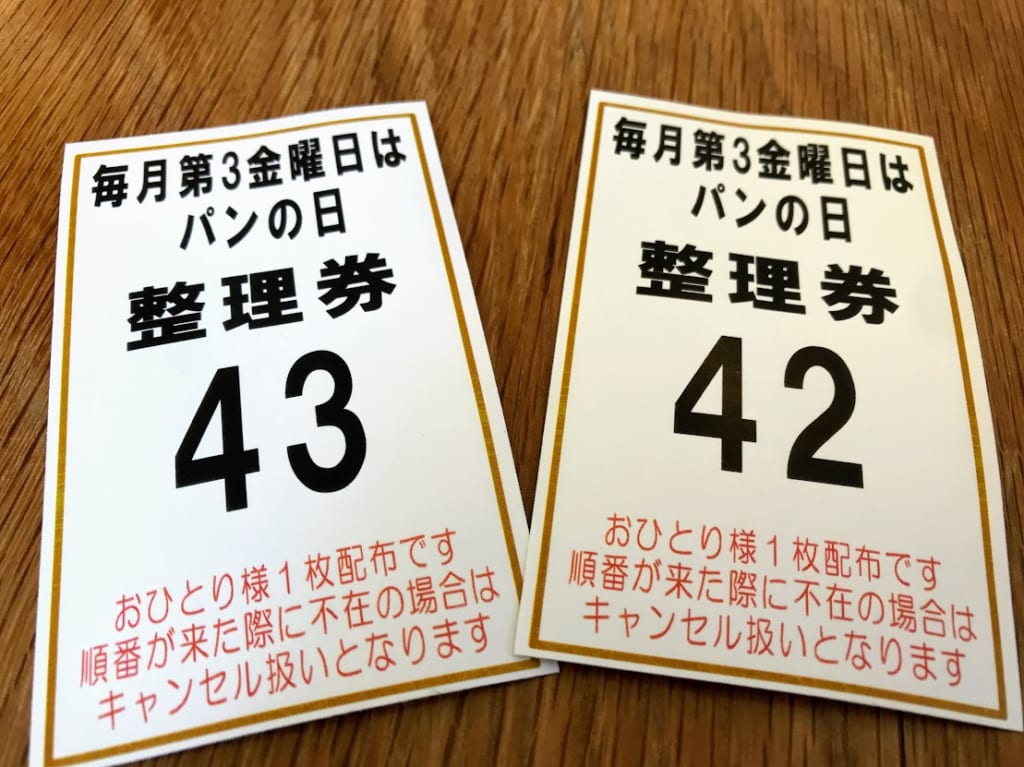 毎月第3金曜日は
パンの日
整理券
43
おひとり様1枚配布です
順番が来た際に不在の場合は
キャンセル扱いとなります
毎月第3金曜日は
パンの日
整理券
42
おひとり様1枚配布です
順番が来た際に不在の場合は
キャンセル扱いとなります